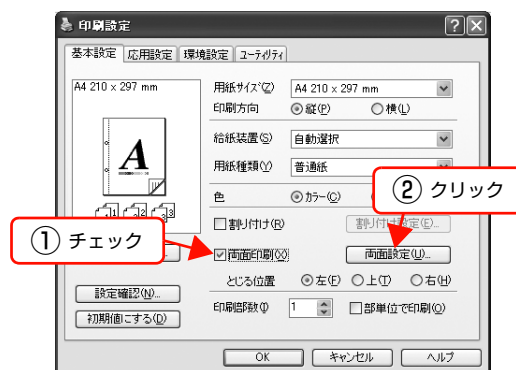 印刷設定
基本設定 応用設定 環境設定 ユーティリティ
A4 210 x 297 mm
用紙サイズ(Z) A4 210 x 297 mm
印刷方向 縦(P) 横(L)
給紙装置(S) 自動選択
用紙種類(Y) 普通紙
色 カラー(C)
② クリック
割り付け(R) 割り付け設定(E)...
① チェック
両面印刷(X) 両面設定(U)...
とじる位置 左(F) 上(T) 右(H)
設定確認(N)...
印刷部数(I) 1 部単位で印刷(O)
初期値にする(D)
OK キャンセル ヘルプ